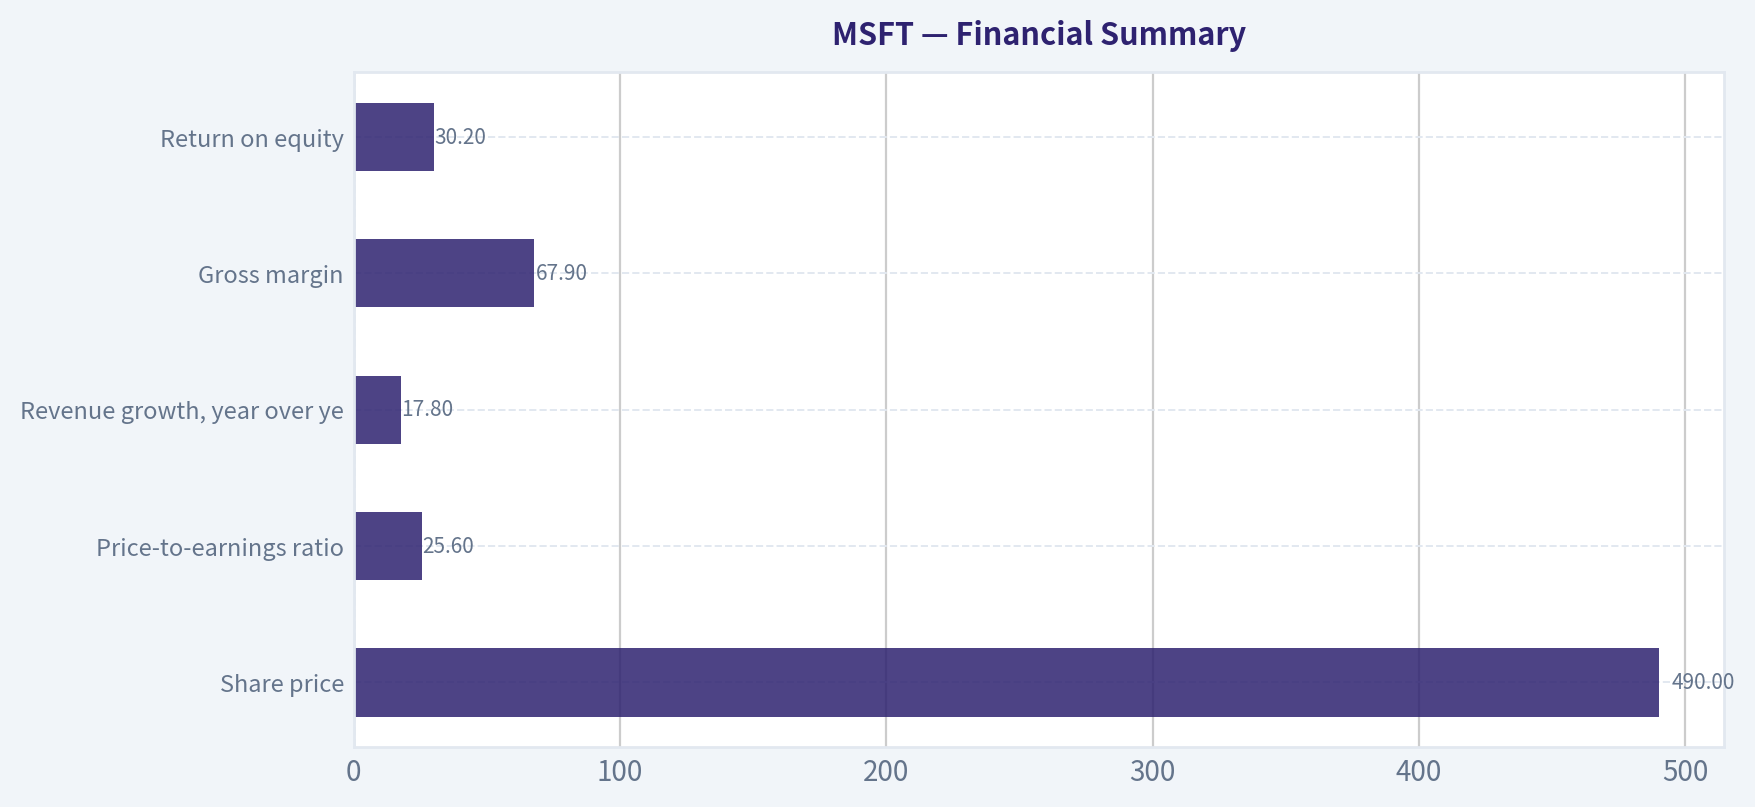 MSFT — Financial Summary
Return on equity
30.20
Gross margin
67.90
Revenue growth, year over ye
17.80
Price-to-earnings ratio
25.60
Share price
490.00
0 100 200 300 400 500